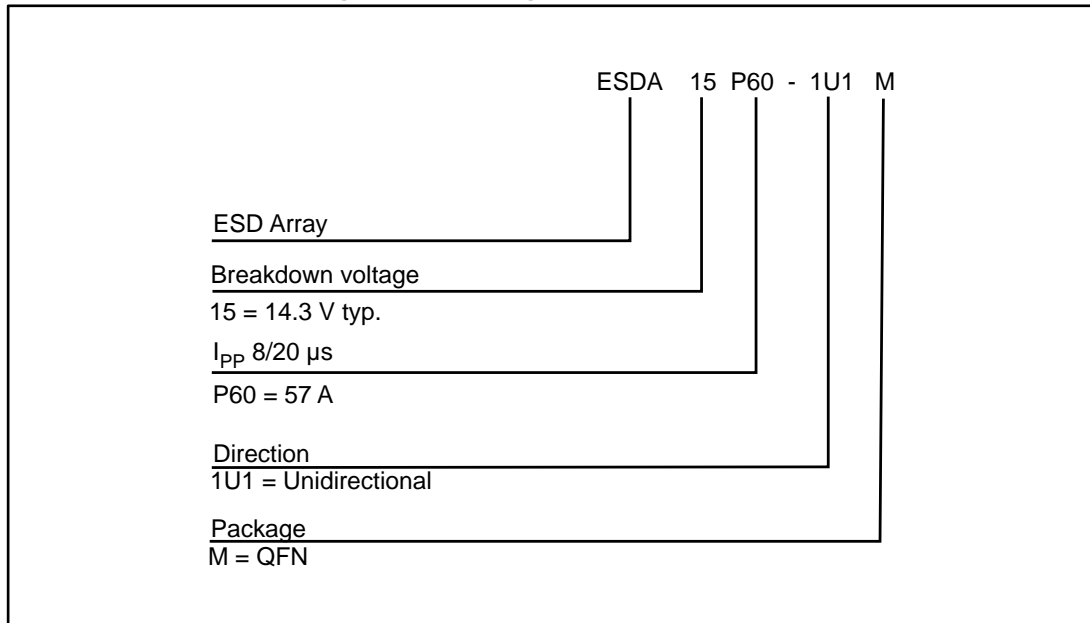 ESDA 15 P60 - 1U1 M
ESD Array
Breakdown voltage
15 = 14.3 V typ.
IPP 8/20 µs
P60 = 57 A
Direction
1U1 = Unidirectional
Package
M = QFN